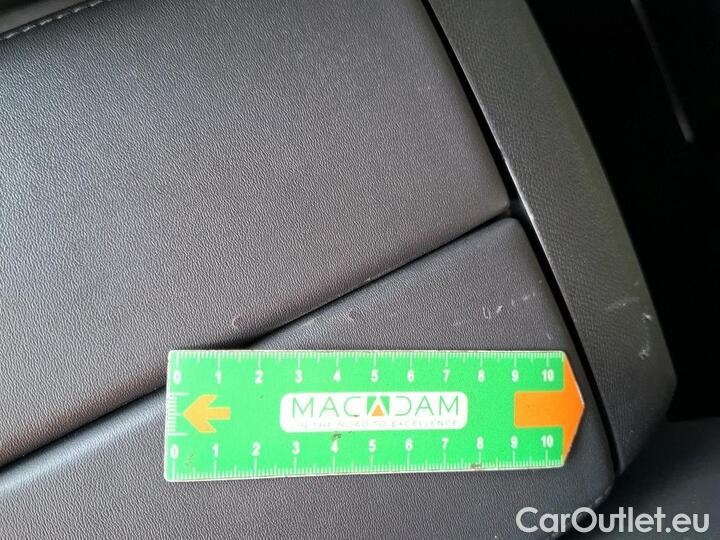 0 1 2 3 4 5 6 7 8 9 10
MACADAM
IN THE ROAD TO EXCELLENCE
0 1 2 3 4 5 6 7 8 9 10
CarOutlet.eu